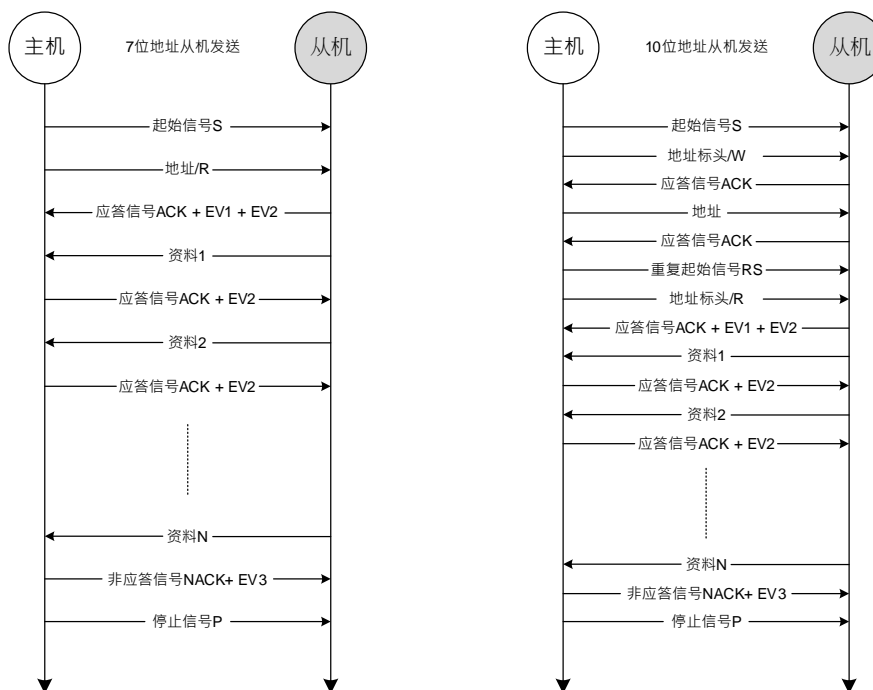 主机
7位地址从机发送
从机
起始信号S
地址/R
应答信号ACK + EV1 + EV2
资料1
应答信号ACK + EV2
资料2
应答信号ACK + EV2
资料N
非应答信号NACK+ EV3
停止信号P
主机
10位地址从机发送
从机
起始信号S
地址标头/W
应答信号ACK
地址
应答信号ACK
重复起始信号RS
地址标头/R
应答信号ACK + EV1 + EV2
资料1
应答信号ACK + EV2
资料2
应答信号ACK + EV2
资料N
非应答信号NACK+ EV3
停止信号P